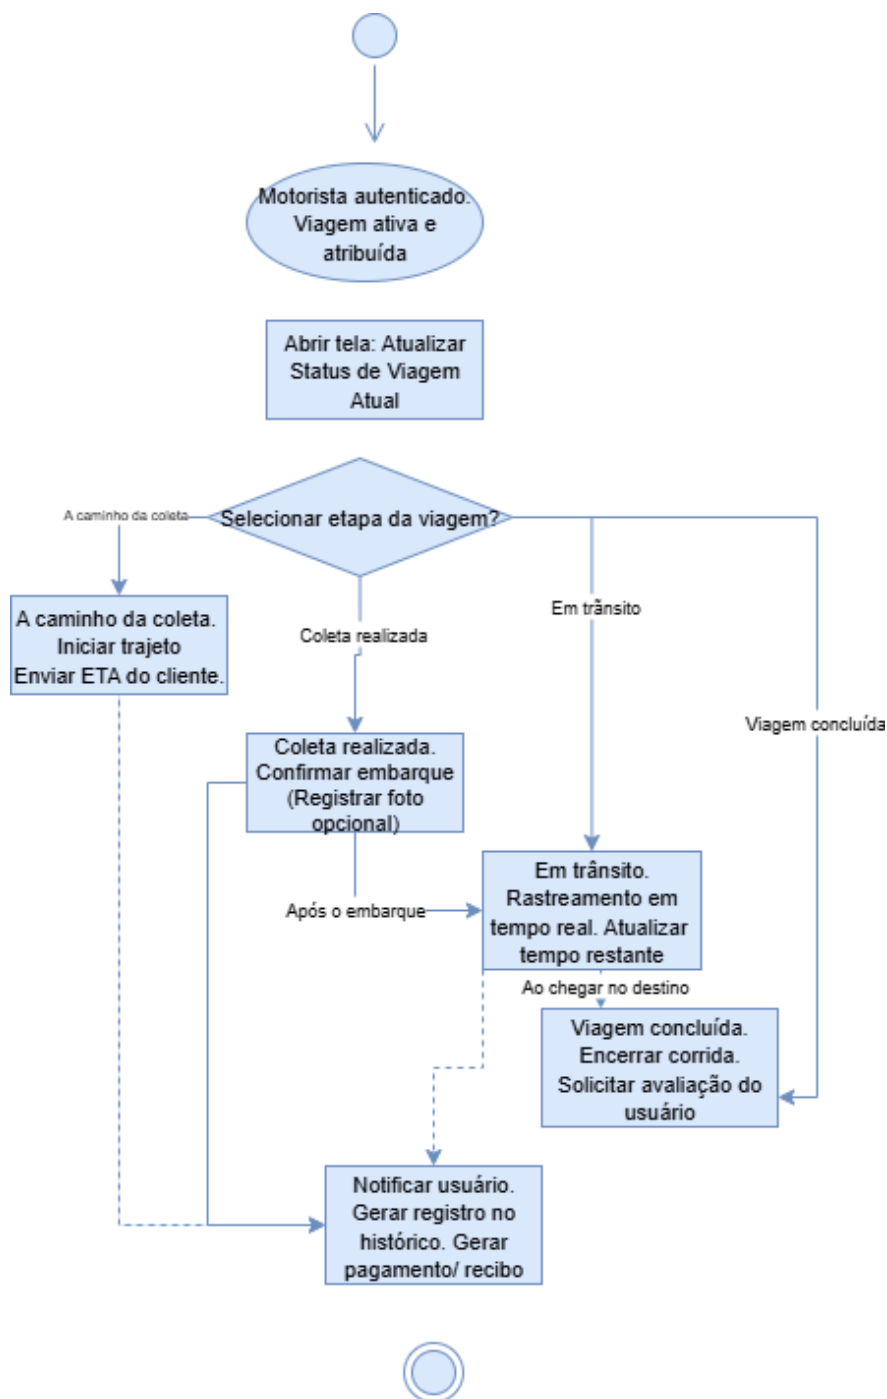 Motorista autenticado.
Viagem ativa e
atribuída
Abrir tela: Atualizar
Status de Viagem
Atual
Selecionar etapa da viagem?
A caminho da coleta
A caminho da coleta.
Iniciar trajeto
Enviar ETA do cliente.
Coleta realizada
Em trânsito
Viagem concluída
Coleta realizada.
Confirmar embarque
(Registrar foto
opcional)
Após o embarque
Em trânsito.
Rastreamento em
tempo real. Atualizar
tempo restante
Ao chegar no destino
Viagem concluída.
Encerrar corrida.
Solicitar avaliação do
usuário
Notificar usuário.
Gerar registro no
histórico. Gerar
pagamento/ recibo